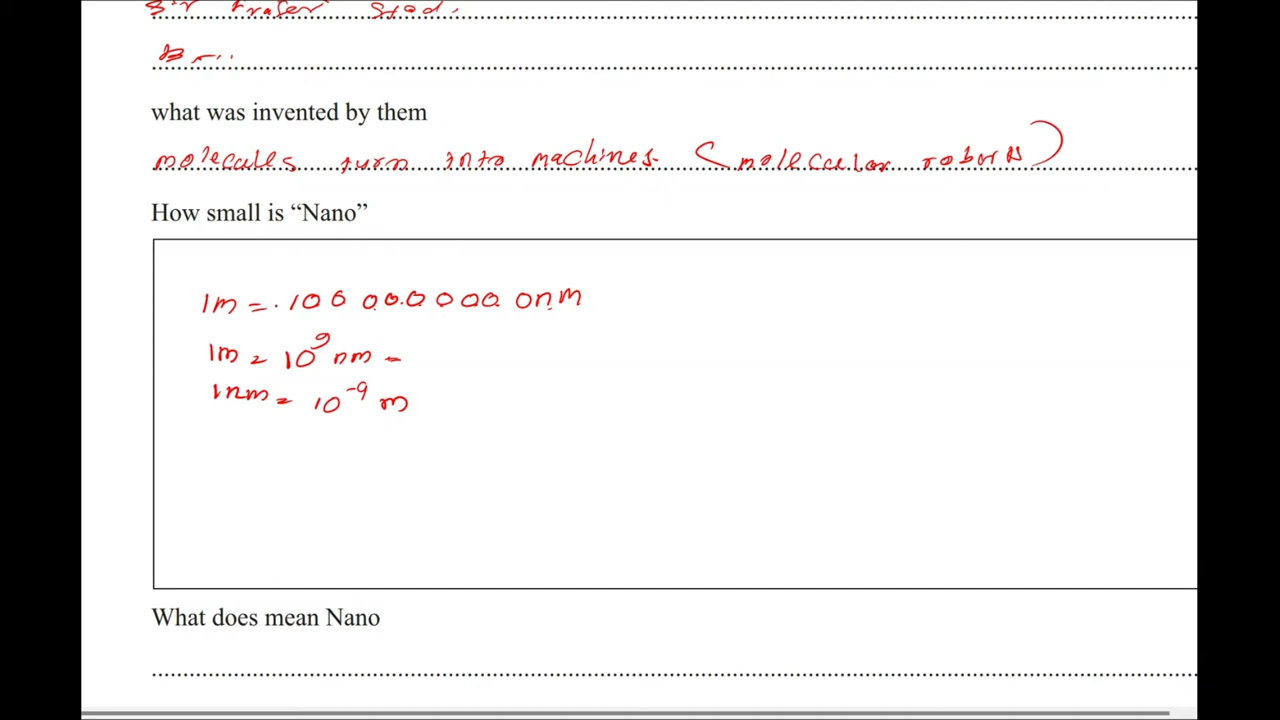 Sir Fraser Stod.
what was invented by them
molecules turn into machines. (molecular robots)
How small is “Nano”
1m = 1000000000nm
1m = 10⁹ nm =
1nm = 10⁻⁹ m
What does mean Nano